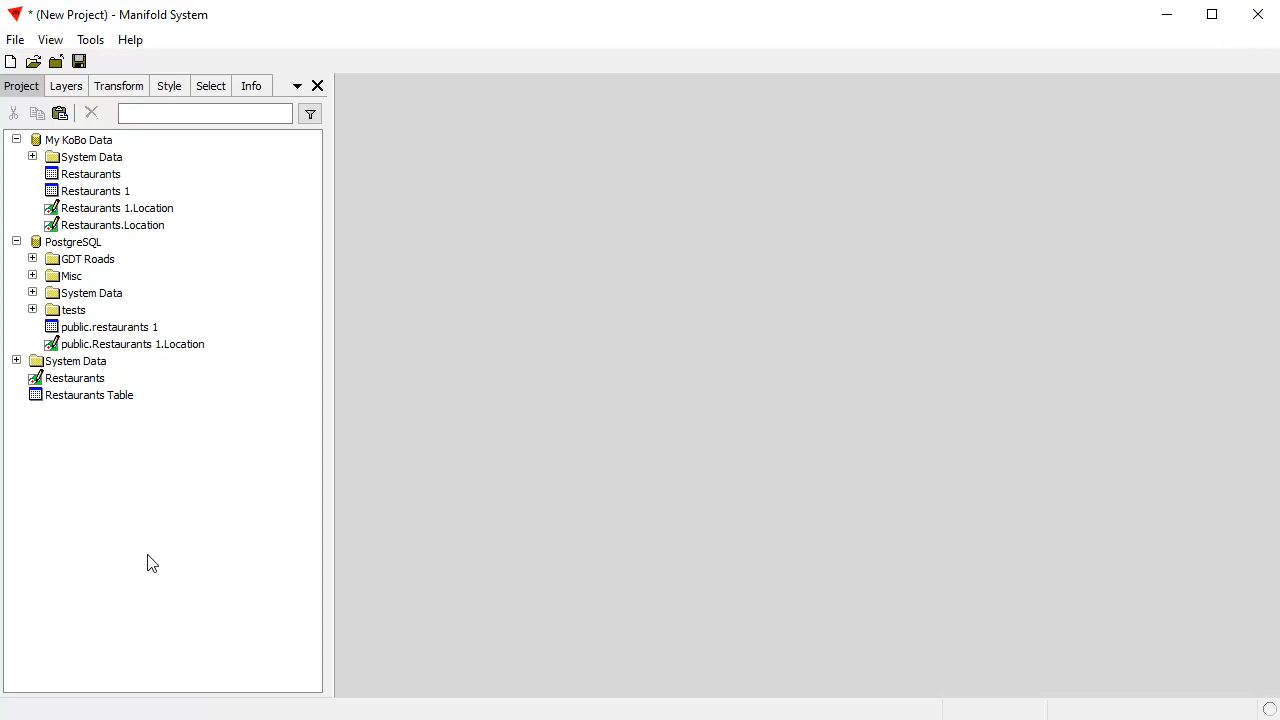 * (New Project) - Manifold System
File View Tools Help
Project Layers Transform Style Select Info
My KoBo Data
System Data
Restaurants
Restaurants 1
Restaurants 1.Location
Restaurants.Location
PostgreSQL
GDT Roads
Misc
System Data
tests
public.restaurants 1
public.Restaurants 1.Location
System Data
Restaurants
Restaurants Table